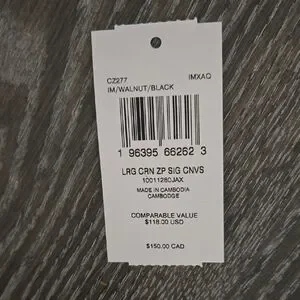 CZ277 IMXAQ
IM/WALNUT/BLACK
1 96395 66262 3
LRG CRN ZP SIG CNVS
10011280JAX
MADE IN CAMBODIA
CAMBODGE
COMPARABLE VALUE
$118.00 USD
$150.00 CAD